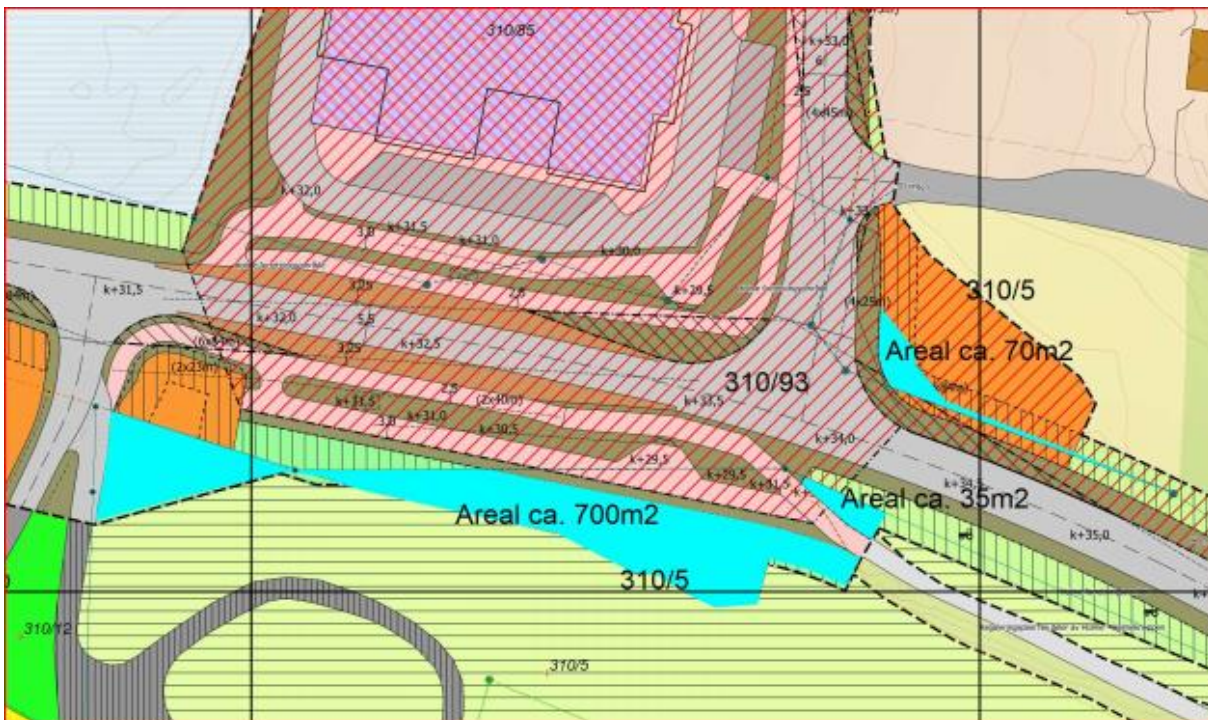 310/85
k+33,0
6
2,5
(4x45m)
k+32,0
k+31,5
3,0
k+31,0
k+30,0
k+31,5
3,25
2,5
k+29,5
(4x25m)
310/5
k+32,0
5,5
k+32,5
3,25
(2x23m)
Areal ca. 70m2
310/93
k+33,5
k+31,5
2,5
(2x40m)
3,0
k+31,0
k+30,5
k+34,0
k+29,5
k+29,5
k+31,5
k+34,5
Areal ca. 700m2
Areal ca. 35m2
k+35,0
310/5
310/12
310/5